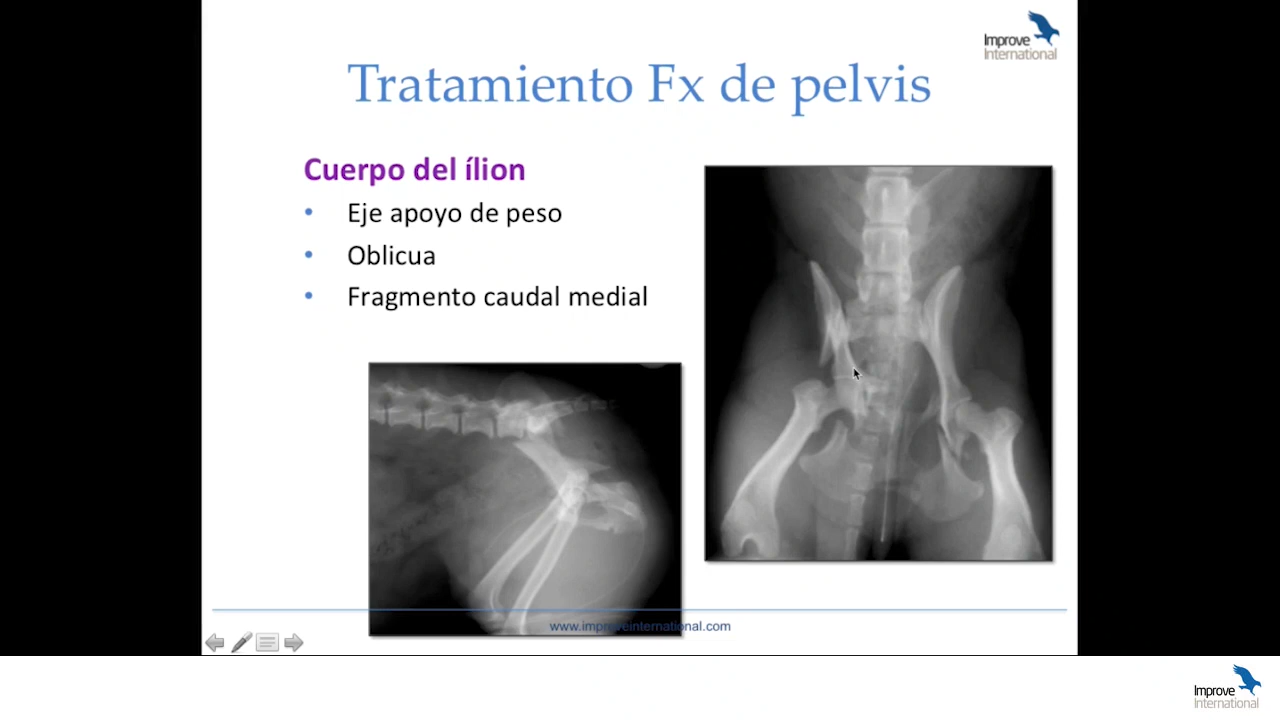 Improve
International
Tratamiento Fx de pelvis
Cuerpo del ílion
• Eje apoyo de peso
• Oblicua
• Fragmento caudal medial
www.improveinternational.com
Improve
International